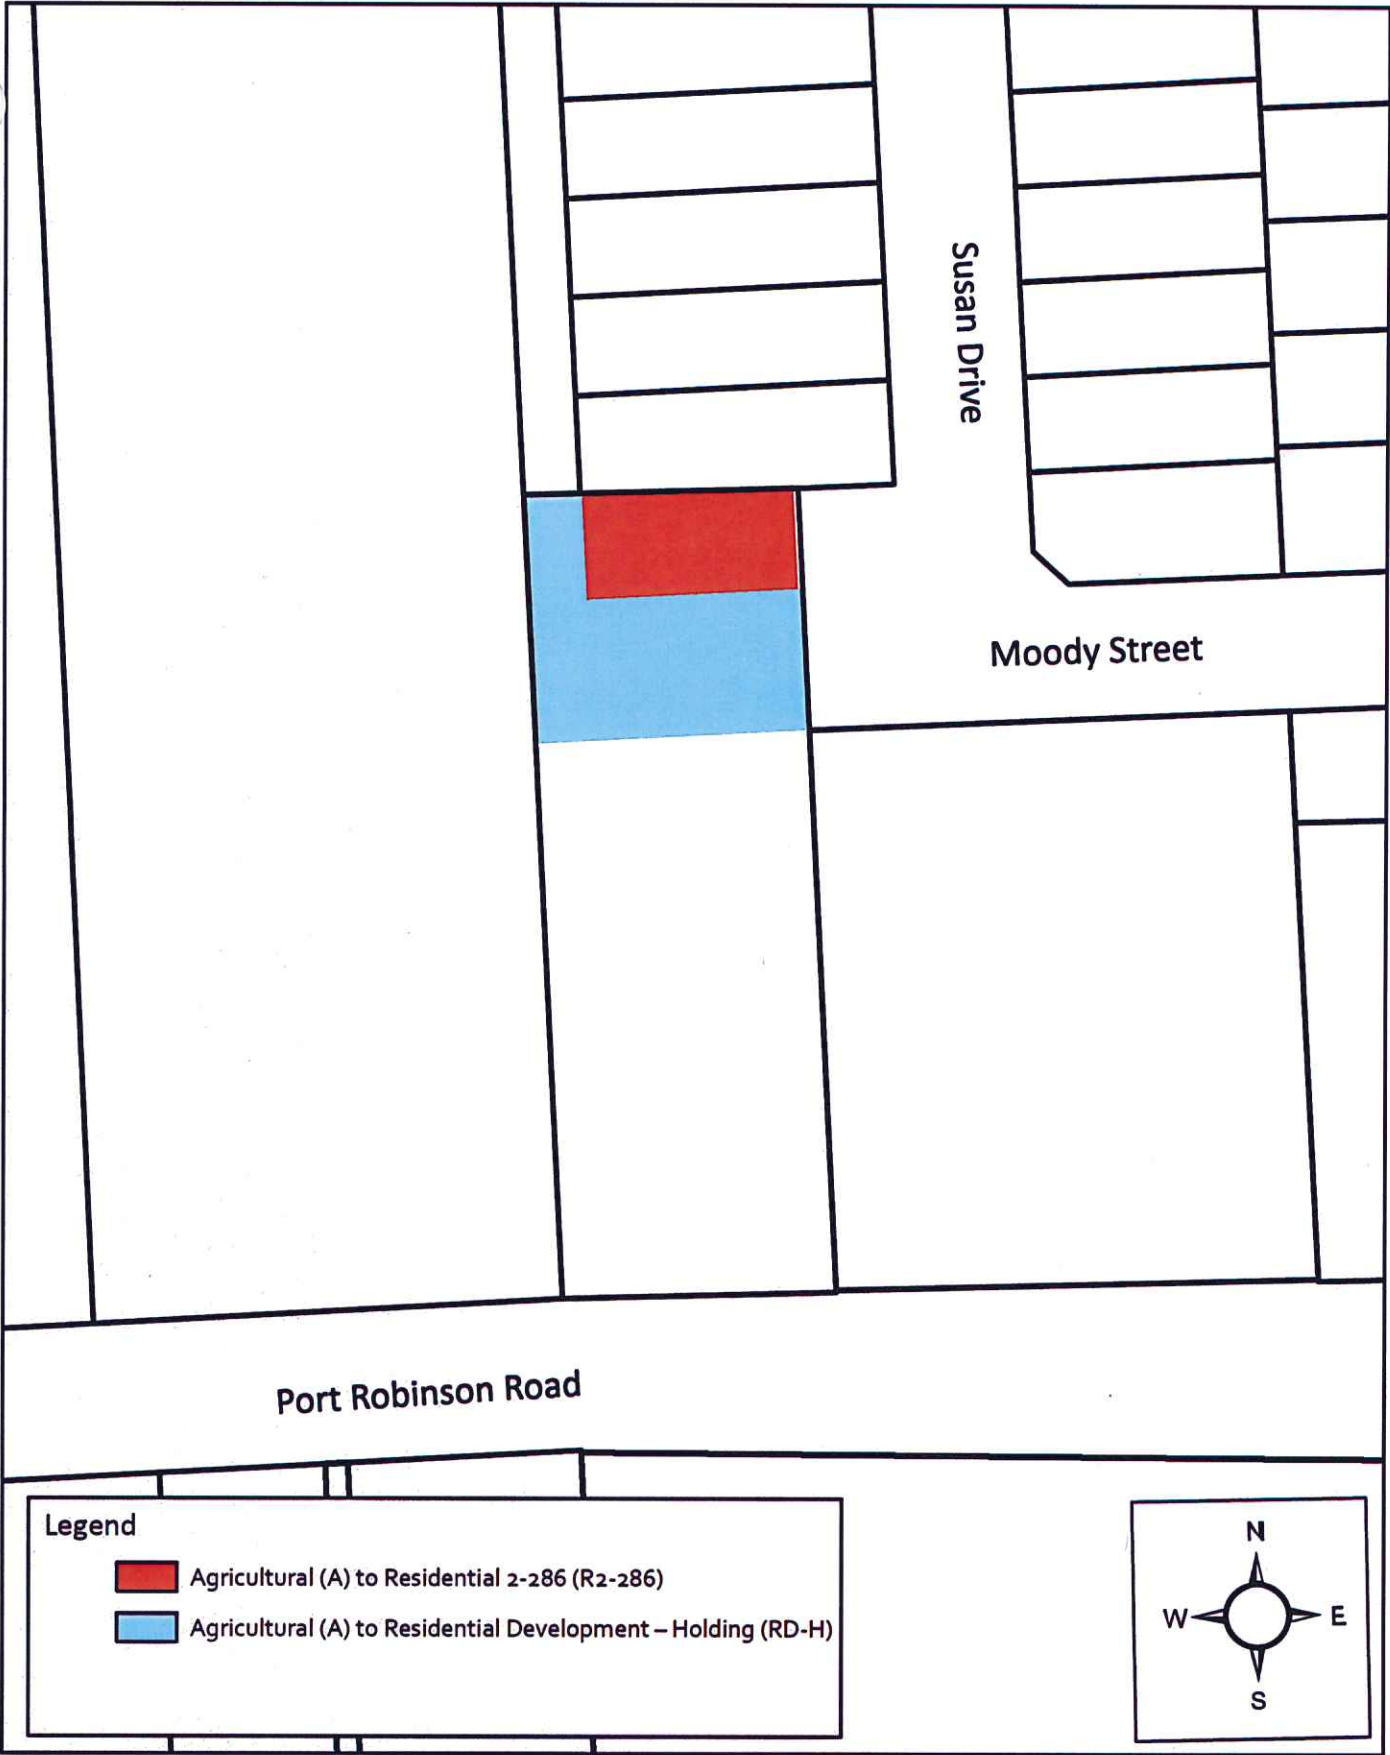 Susan Drive
Moody Street
Port Robinson Road
Legend
Agricultural (A) to Residential 2-286 (R2-286)
Agricultural (A) to Residential Development – Holding (RD-H)
N
W E
S